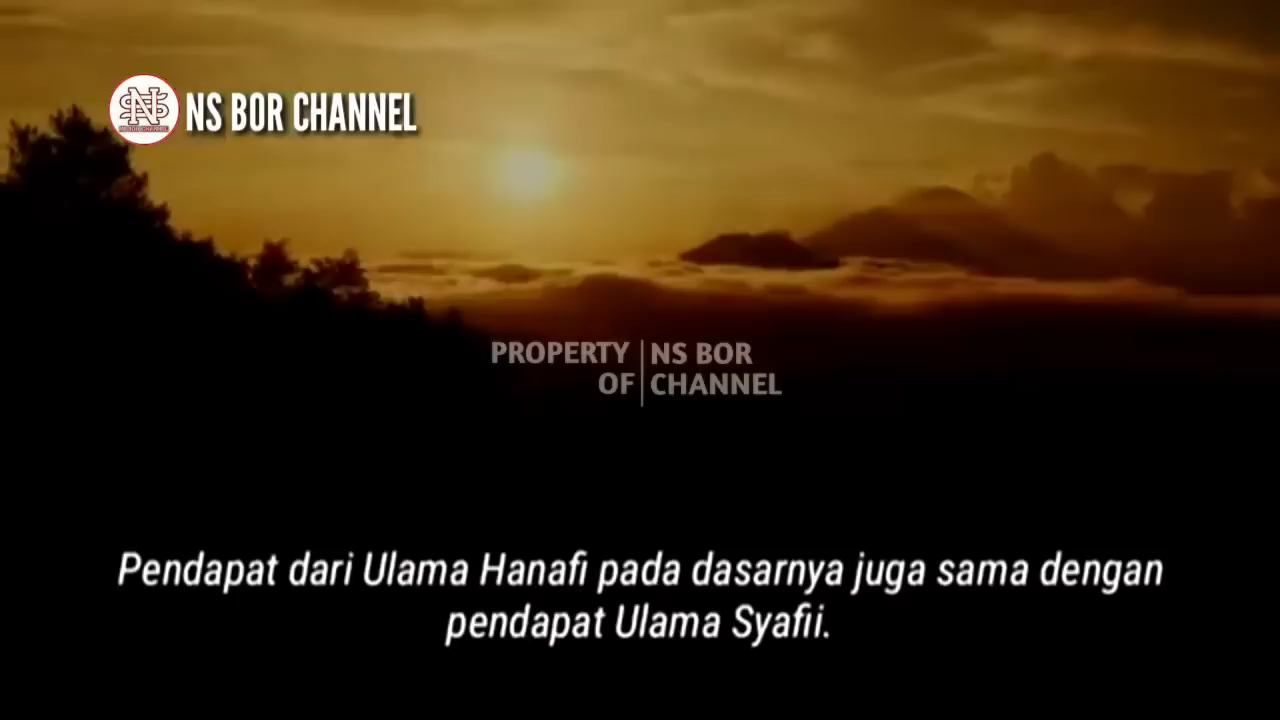 NS BOR CHANNEL
PROPERTY OF
NS BOR CHANNEL
Pendapat dari Ulama Hanafi pada dasarnya juga sama dengan
pendapat Ulama Syafii.